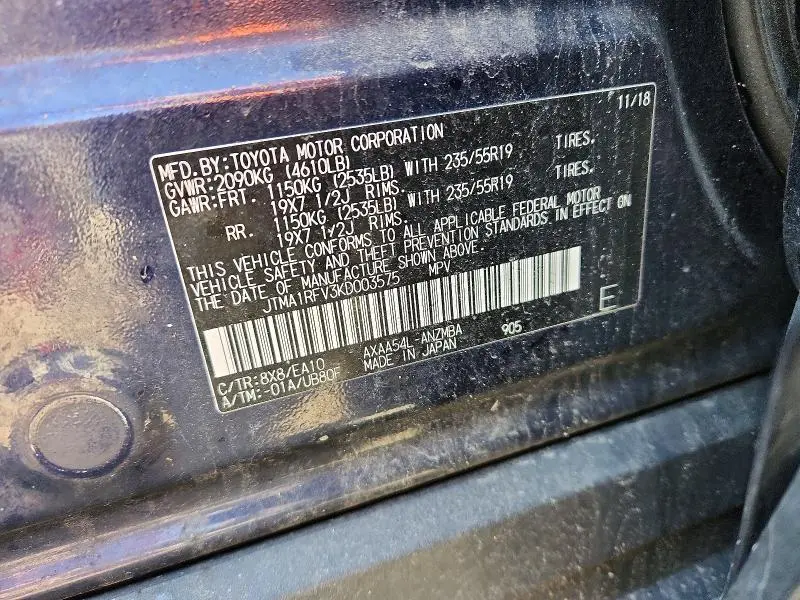 11/18
MFD.BY:TOYOTA MOTOR CORPORATION
GVWR:2090KG (4610LB)
GAWR:FRT. 1150KG (2535LB) WITH 235/55R19 TIRES,
19X7 1/2J RIMS.
RR. 1150KG (2535LB) WITH 235/55R19 TIRES,
19X7 1/2J RIMS.
THIS VEHICLE CONFORMS TO ALL APPLICABLE FEDERAL MOTOR
VEHICLE SAFETY AND THEFT PREVENTION STANDARDS IN EFFECT ON
THE DATE OF MANUFACTURE SHOWN ABOVE.
JTMA1RFV3KD003575 MPV
E
C/TR:8X8/EA10 AXAA54L-ANZMBA 905
A/TM:-01A/UB80F MADE IN JAPAN